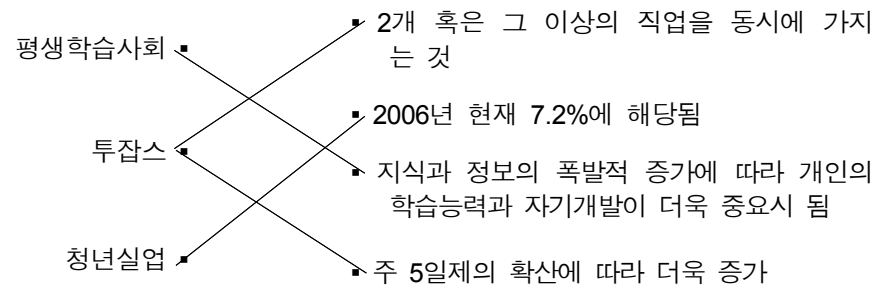 평생학습사회
투잡스
청년실업
2개 혹은 그 이상의 직업을 동시에 가지
는 것
2006년 현재 7.2%에 해당됨
지식과 정보의 폭발적 증가에 따라 개인의
학습능력과 자기개발이 더욱 중요시 됨
주 5일제의 확산에 따라 더욱 증가